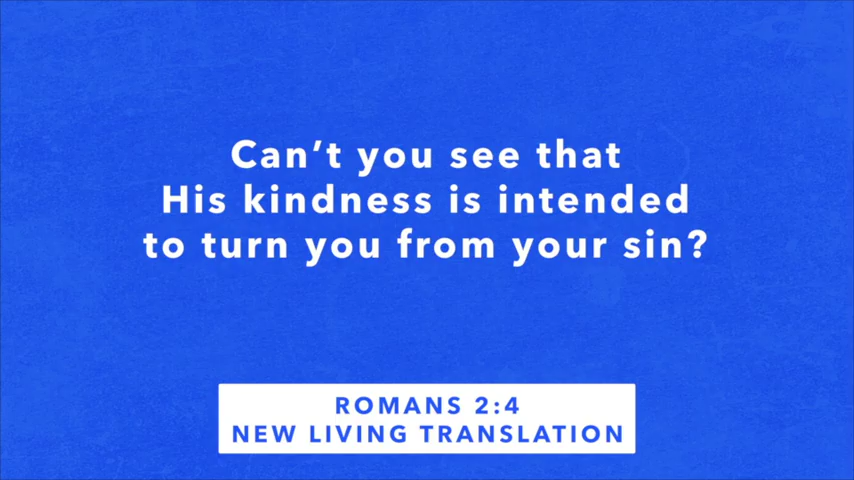 Can’t you see that
His kindness is intended
to turn you from your sin?
ROMANS 2:4
NEW LIVING TRANSLATION